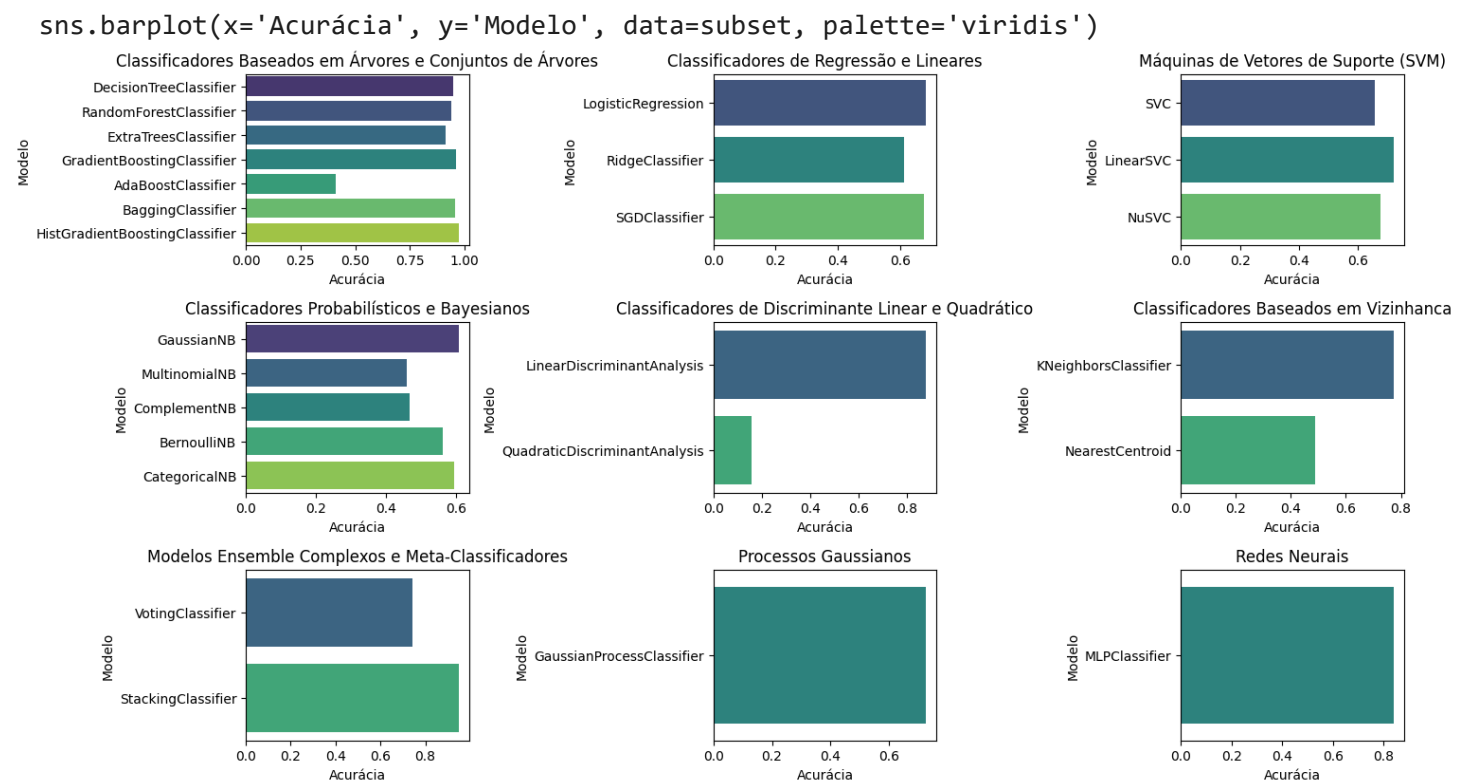 sns.barplot(x='Acurácia', y='Modelo', data=subset, palette='viridis')
Classificadores Baseados em Árvores e Conjuntos de Árvores
Modelo
DecisionTreeClassifier
RandomForestClassifier
ExtraTreesClassifier
GradientBoostingClassifier
AdaBoostClassifier
BaggingClassifier
HistGradientBoostingClassifier
0.00 0.25 0.50 0.75 1.00
Acurácia
Classificadores de Regressão e Lineares
Modelo
LogisticRegression
RidgeClassifier
SGDClassifier
0.0 0.2 0.4 0.6
Acurácia
Máquinas de Vetores de Suporte (SVM)
Modelo
SVC
LinearSVC
NuSVC
0.0 0.2 0.4 0.6
Acurácia
Classificadores Probabilísticos e Bayesianos
Modelo
GaussianNB
MultinomialNB
ComplementNB
BernoulliNB
CategoricalNB
0.0 0.2 0.4 0.6
Acurácia
Classificadores de Discriminante Linear e Quadrático
Modelo
LinearDiscriminantAnalysis
QuadraticDiscriminantAnalysis
0.0 0.2 0.4 0.6 0.8
Acurácia
Classificadores Baseados em Vizinhanca
Modelo
KNeighborsClassifier
NearestCentroid
0.0 0.2 0.4 0.6 0.8
Acurácia
Modelos Ensemble Complexos e Meta-Classificadores
Modelo
VotingClassifier
StackingClassifier
0.0 0.2 0.4 0.6 0.8
Acurácia
Processos Gaussianos
Modelo
GaussianProcessClassifier
0.0 0.2 0.4 0.6
Acurácia
Redes Neurais
Modelo
MLPClassifier
0.0 0.2 0.4 0.6 0.8
Acurácia